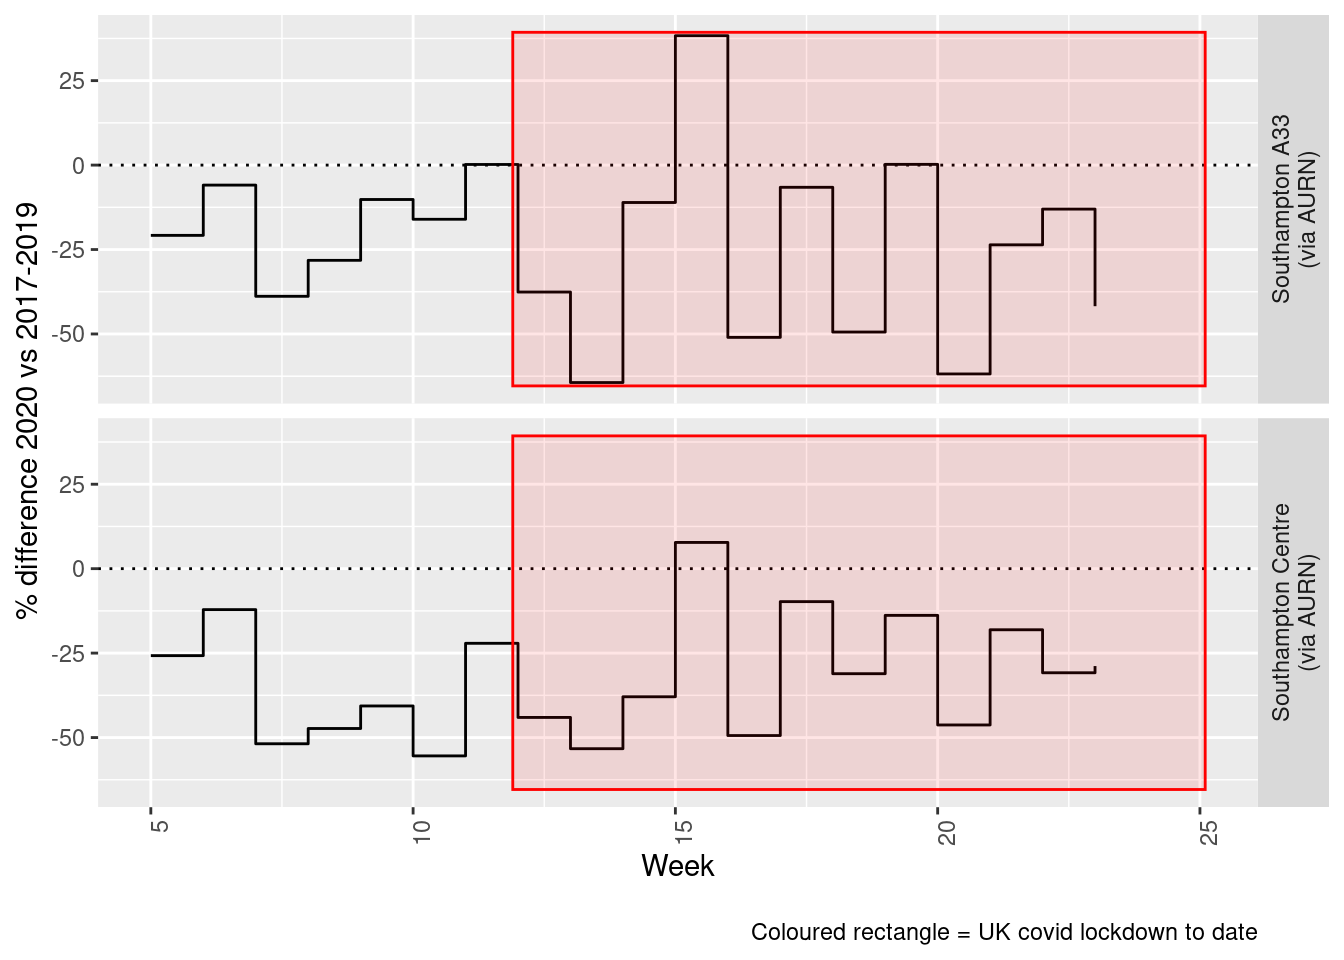 % difference 2020 vs 2017-2019
25
0
-25
-50
Southampton A33
(via AURN)
25
0
-25
-50
Southampton Centre
(via AURN)
5
10
15
20
25
Week
Coloured rectangle = UK covid lockdown to date